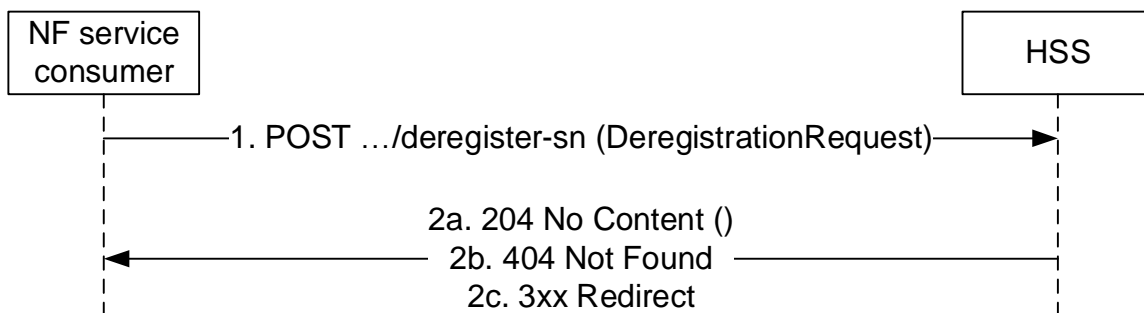 NF service
consumer
HSS
1. POST …/deregister-sn (DeregistrationRequest)
2a. 204 No Content ()
2b. 404 Not Found
2c. 3xx Redirect